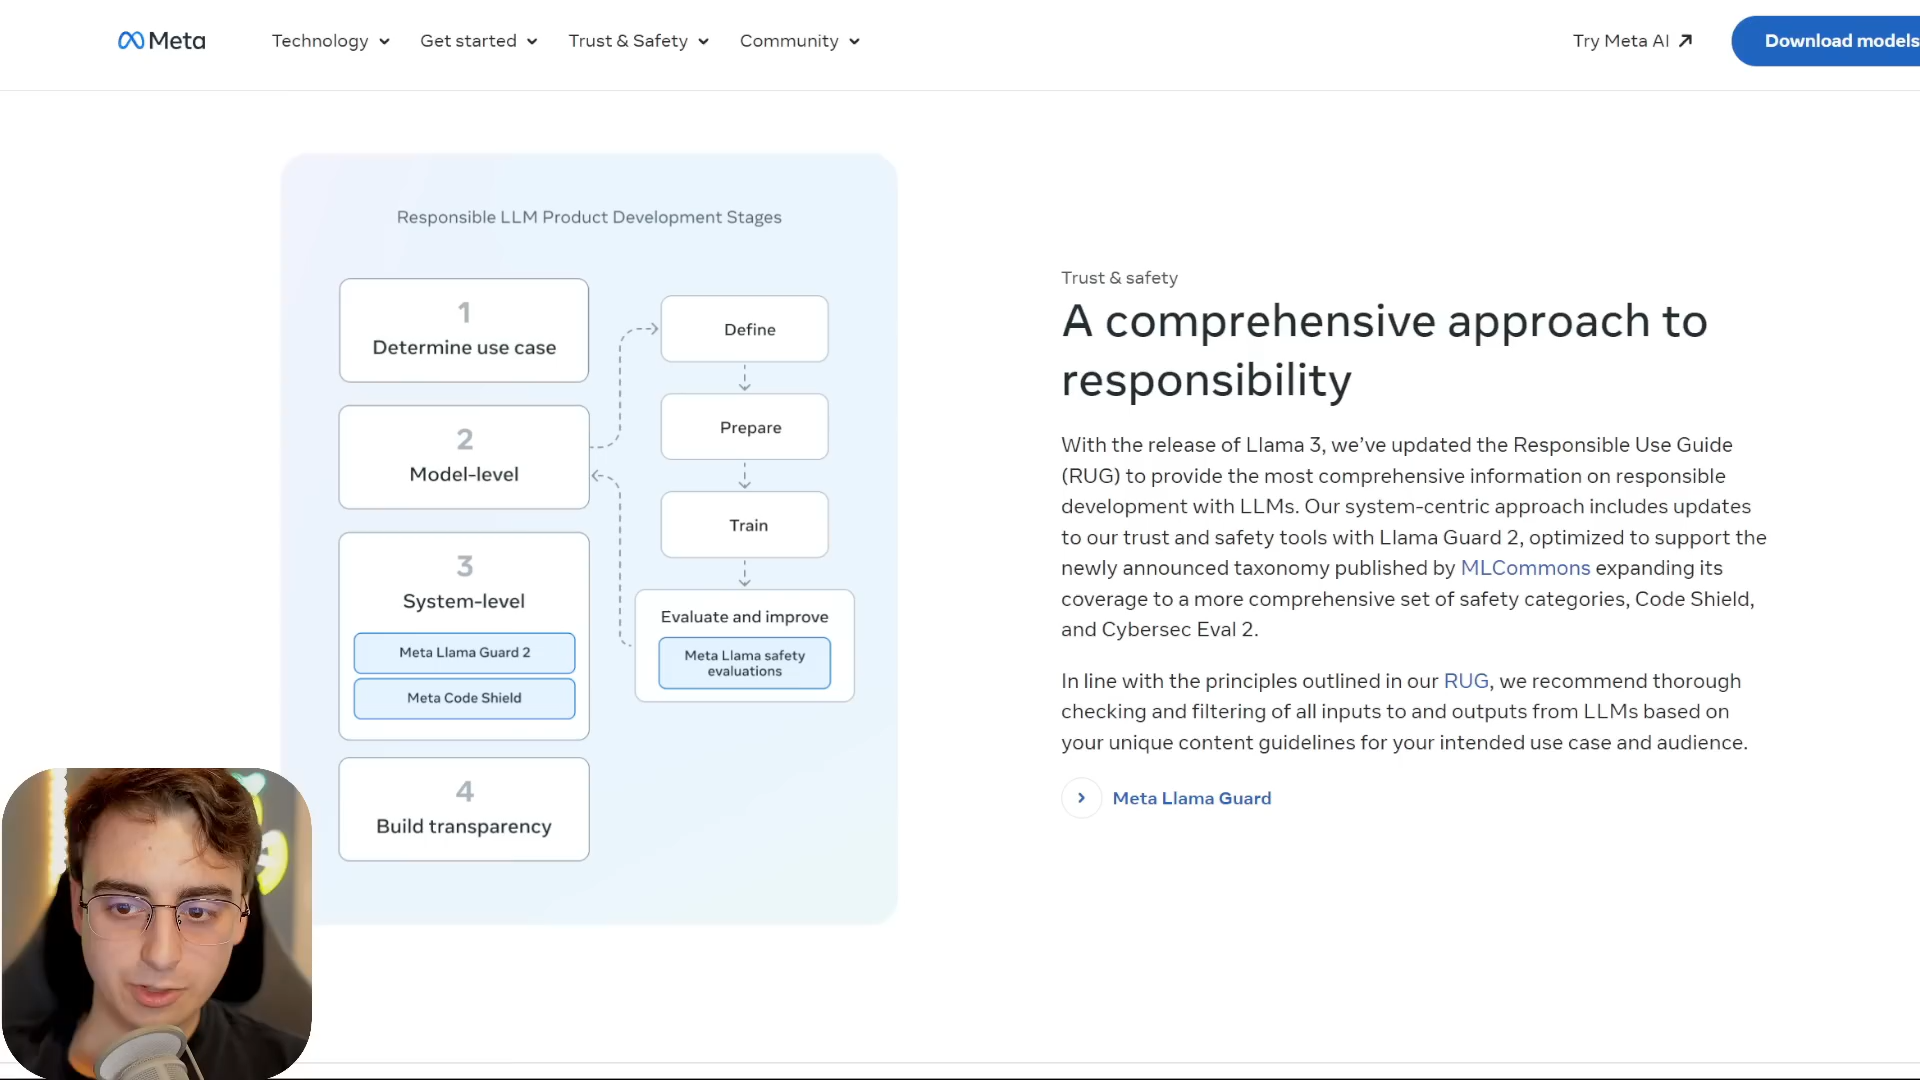 Meta
Technology
Get started
Trust & Safety
Community
Try Meta AI
Download models
Responsible LLM Product Development Stages
1
Determine use case
2
Model-level
3
System-level
Meta Llama Guard 2
Meta Code Shield
4
Build transparency
Define
Prepare
Train
Evaluate and improve
Meta Llama safety
evaluations
Trust & safety
A comprehensive approach to
responsibility
With the release of Llama 3, we’ve updated the Responsible Use Guide
(RUG) to provide the most comprehensive information on responsible
development with LLMs. Our system-centric approach includes updates
to our trust and safety tools with Llama Guard 2, optimized to support the
newly announced taxonomy published by MLCommons expanding its
coverage to a more comprehensive set of safety categories, Code Shield,
and Cybersec Eval 2.
In line with the principles outlined in our RUG, we recommend thorough
checking and filtering of all inputs to and outputs from LLMs based on
your unique content guidelines for your intended use case and audience.
Meta Llama Guard